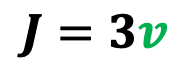 J = 3v